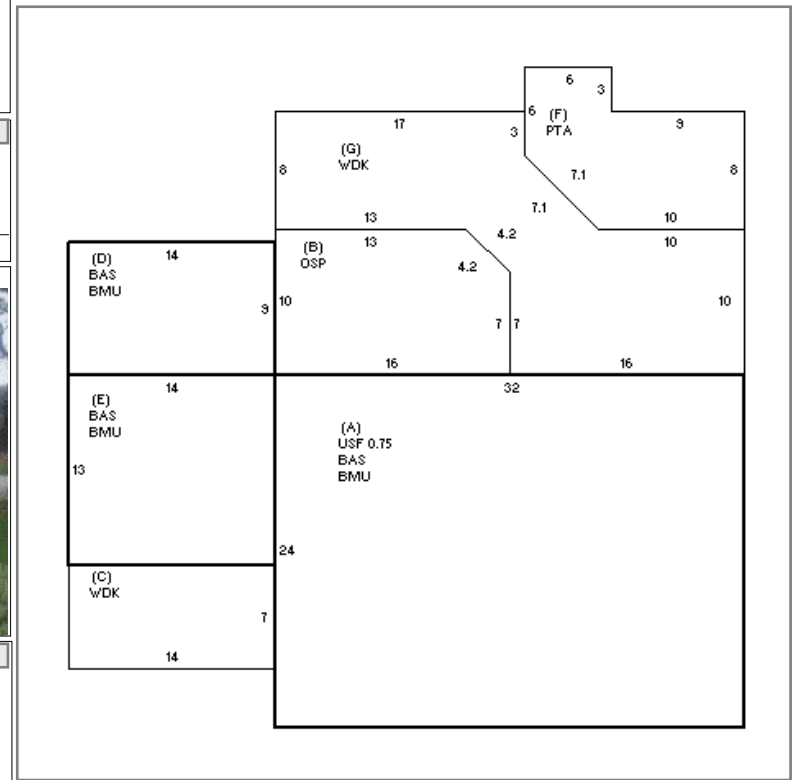 6
3
6
(F)
PTA
17
3
9
(G)
WDK
8
7.1
8
7.1
13
4.2
10
(D)
BAS
BMU
14
(B)
OSP
13
10
4.2
9
10
7
7
10
16
16
14
32
(E)
BAS
BMU
(A)
USF 0.75
BAS
BMU
13
24
(C)
WDK
7
14